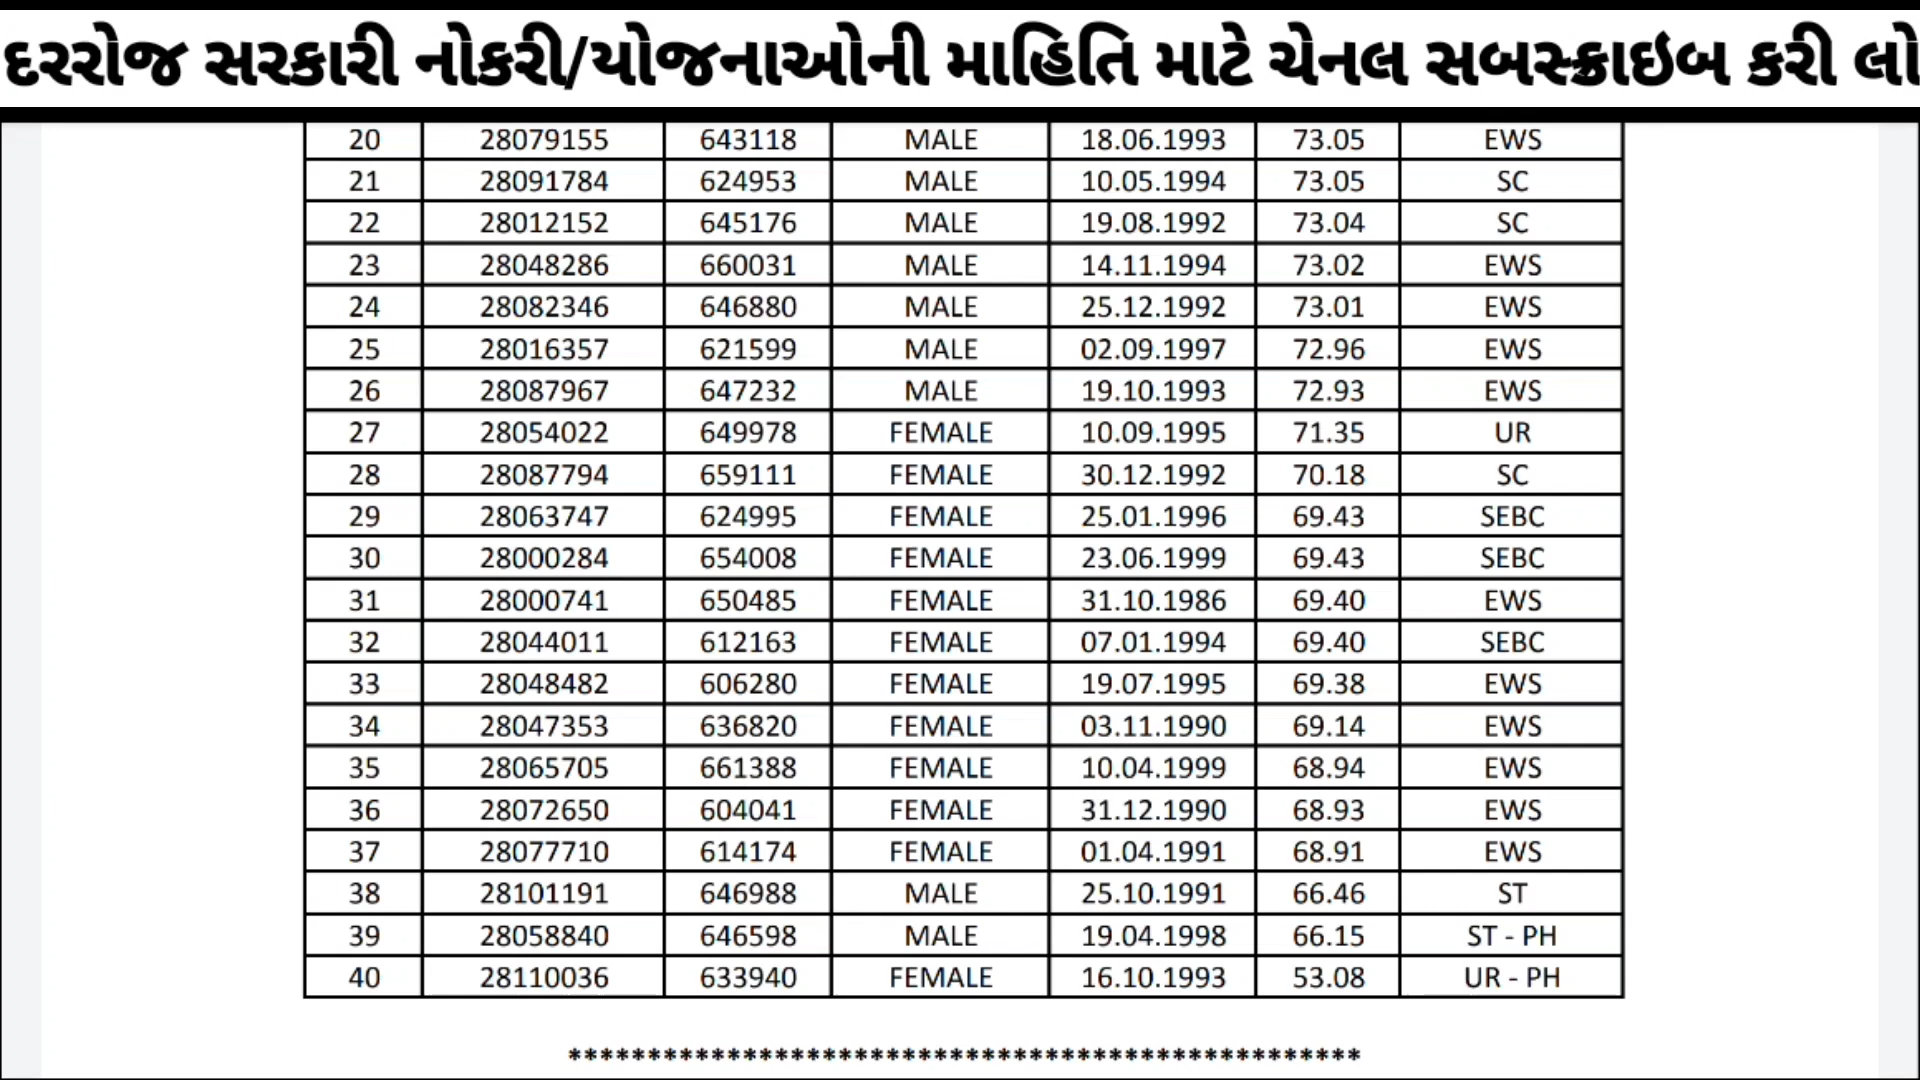 દરરોજ સરકારી નોકરી/યોજનાઓની માહિતિ માટે ચેનલ સબસ્ક્રાઇબ કરી લો
20 28079155 643118 MALE 18.06.1993 73.05 EWS
21 28091784 624953 MALE 10.05.1994 73.05 SC
22 28012152 645176 MALE 19.08.1992 73.04 SC
23 28048286 660031 MALE 14.11.1994 73.02 EWS
24 28082346 646880 MALE 25.12.1992 73.01 EWS
25 28016357 621599 MALE 02.09.1997 72.96 EWS
26 28087967 647232 MALE 19.10.1993 72.93 EWS
27 28054022 649978 FEMALE 10.09.1995 71.35 UR
28 28087794 659111 FEMALE 30.12.1992 70.18 SC
29 28063747 624995 FEMALE 25.01.1996 69.43 SEBC
30 28000284 654008 FEMALE 23.06.1999 69.43 SEBC
31 28000741 650485 FEMALE 31.10.1986 69.40 EWS
32 28044011 612163 FEMALE 07.01.1994 69.40 SEBC
33 28048482 606280 FEMALE 19.07.1995 69.38 EWS
34 28047353 636820 FEMALE 03.11.1990 69.14 EWS
35 28065705 661388 FEMALE 10.04.1999 68.94 EWS
36 28072650 604041 FEMALE 31.12.1990 68.93 EWS
37 28077710 614174 FEMALE 01.04.1991 68.91 EWS
38 28101191 646988 MALE 25.10.1991 66.46 ST
39 28058840 646598 MALE 19.04.1998 66.15 ST - PH
40 28110036 633940 FEMALE 16.10.1993 53.08 UR - PH
**************************************************